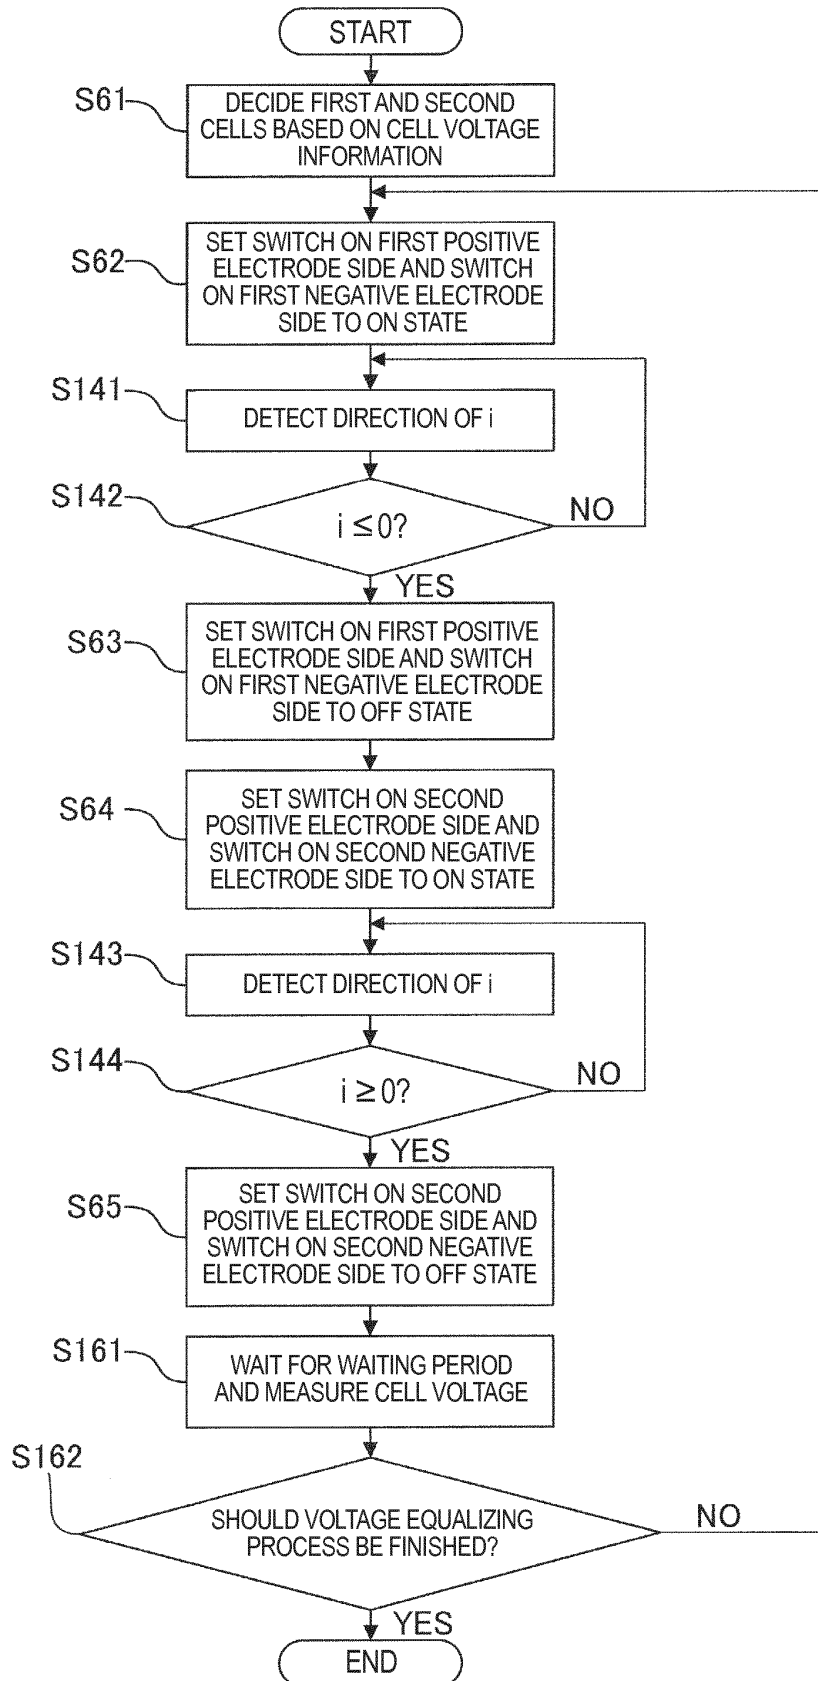 START
S61
DECIDE FIRST AND SECOND
CELLS BASED ON CELL VOLTAGE
INFORMATION
S62
SET SWITCH ON FIRST POSITIVE
ELECTRODE SIDE AND SWITCH
ON FIRST NEGATIVE ELECTRODE
SIDE TO ON STATE
S141
DETECT DIRECTION OF i
S142
i ≤ 0?
NO
YES
S63
SET SWITCH ON FIRST POSITIVE
ELECTRODE SIDE AND SWITCH
ON FIRST NEGATIVE ELECTRODE
SIDE TO OFF STATE
S64
SET SWITCH ON SECOND
POSITIVE ELECTRODE SIDE AND
SWITCH ON SECOND NEGATIVE
ELECTRODE SIDE TO ON STATE
S143
DETECT DIRECTION OF i
S144
i ≥ 0?
NO
YES
S65
SET SWITCH ON SECOND
POSITIVE ELECTRODE SIDE AND
SWITCH ON SECOND NEGATIVE
ELECTRODE SIDE TO OFF STATE
S161
WAIT FOR WAITING PERIOD
AND MEASURE CELL VOLTAGE
S162
SHOULD VOLTAGE EQUALIZING
PROCESS BE FINISHED?
NO
YES
END